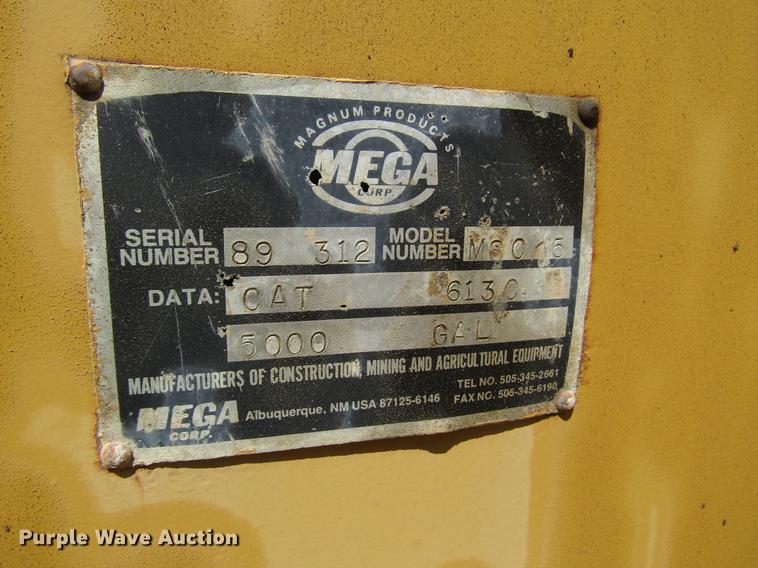 MAGNUM PRODUCTS
MEGA
CORP.
SERIAL NUMBER 89 312 MODEL NUMBER
DATA: CAT 613C
5000 GAL
MANUFACTURERS OF CONSTRUCTION, MINING AND AGRICULTURAL EQUIPMENT
MEGA CORP. Albuquerque, NM USA 87125-6146
TEL NO. 505-345-2661
FAX NO. 505-345-6190
Purple Wave Auction